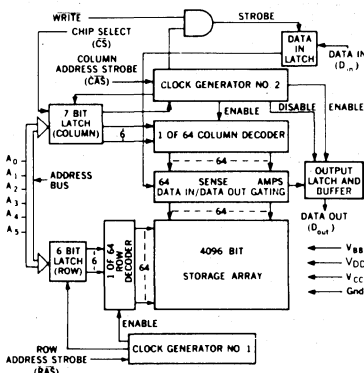 WRITE
STROBE
CHIP SELECT
(CS)
DATA
IN
LATCH
COLUMN
ADDRESS STROBE
(CAS)
DATA IN
(Din)
CLOCK GENERATOR NO 2
ENABLE
DISABLE
ENABLE
7 BIT
LATCH
(COLUMN)
6
1 OF 64 COLUMN DECODER
64
A0
A1
A2
A3
A4
A5
ADDRESS
BUS
64 SENSE AMPS
DATA IN/DATA OUT GATING
OUTPUT
LATCH AND
BUFFER
64
DATA OUT
(Dout)
6 BIT
LATCH
(ROW)
6
1 OF 64
ROW
DECODER
64
4096 BIT
STORAGE ARRAY
VBB
VDD
VCC
Gnd
ENABLE
ROW
ADDRESS STROBE
(RAS)
CLOCK GENERATOR NO 1